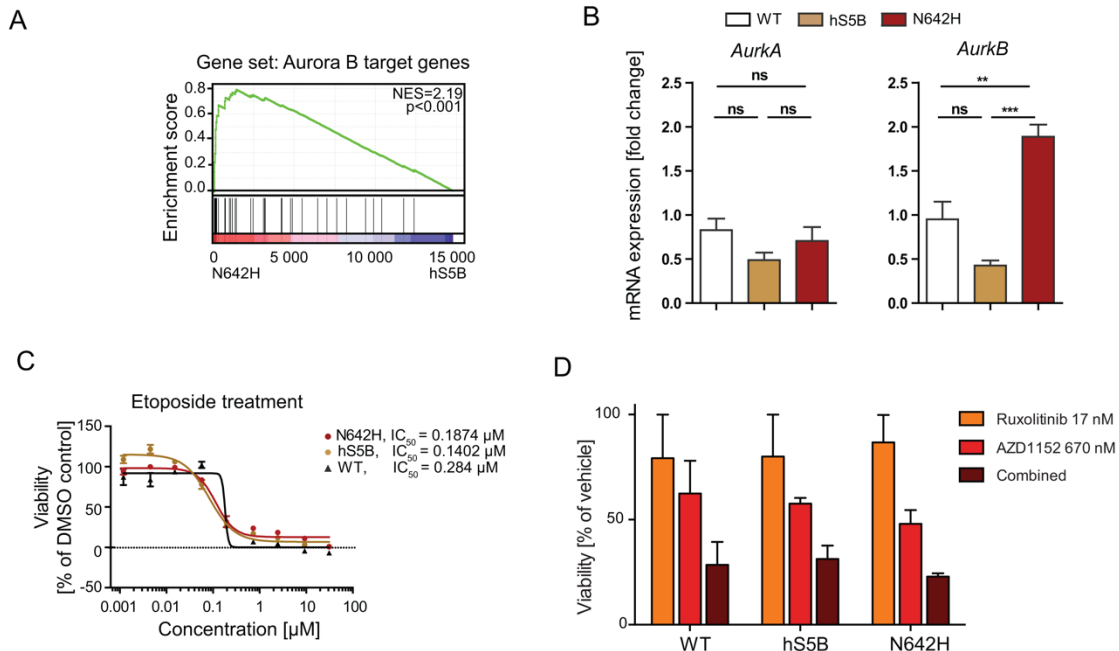 A
Gene set: Aurora B target genes
NES=2.19
p<0.001
Enrichment score
0.8
0.6
0.4
0.2
0.0
0 5 000 10 000 15 000
N642H hS5B
B
WT hS5B N642H
AurkA
mRNA expression [fold change]
2.5
2.0
1.5
1.0
0.5
0.0
ns
ns ns
AurkB
2.5
2.0
1.5
1.0
0.5
0.0
**
ns ***
C
Etoposide treatment
Viability
[% of DMSO control]
150
100
50
0
-50
0.001 0.01 0.1 1 10 100
Concentration [µM]
N642H, IC50 = 0.1874 µM
hS5B, IC50 = 0.1402 µM
WT, IC50 = 0.284 µM
D
Viability [% of vehicle]
100
50
0
WT hS5B N642H
Ruxolitinib 17 nM
AZD1152 670 nM
Combined